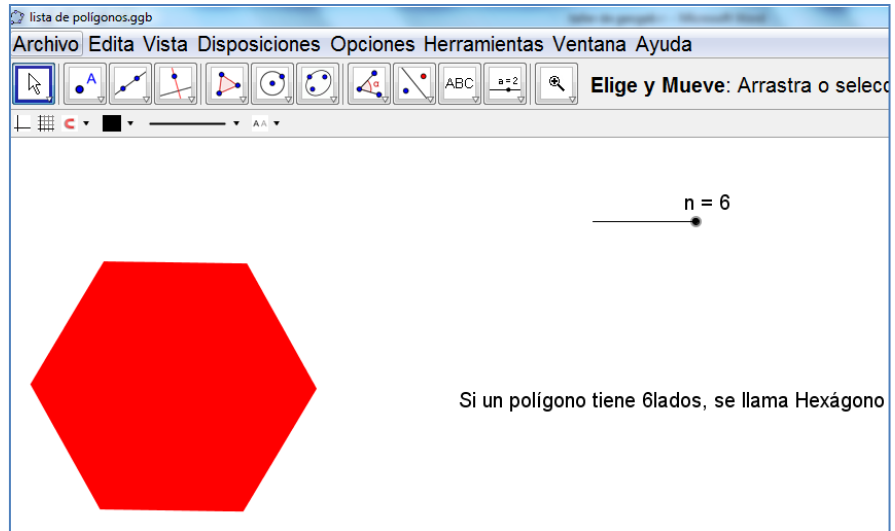 lista de polígonos.ggb
Archivo Edita Vista Disposiciones Opciones Herramientas Ventana Ayuda
A α ABC a=2 Elige y Mueve: Arrastra o selecc
AA
n = 6
Si un polígono tiene 6lados, se llama Hexágono